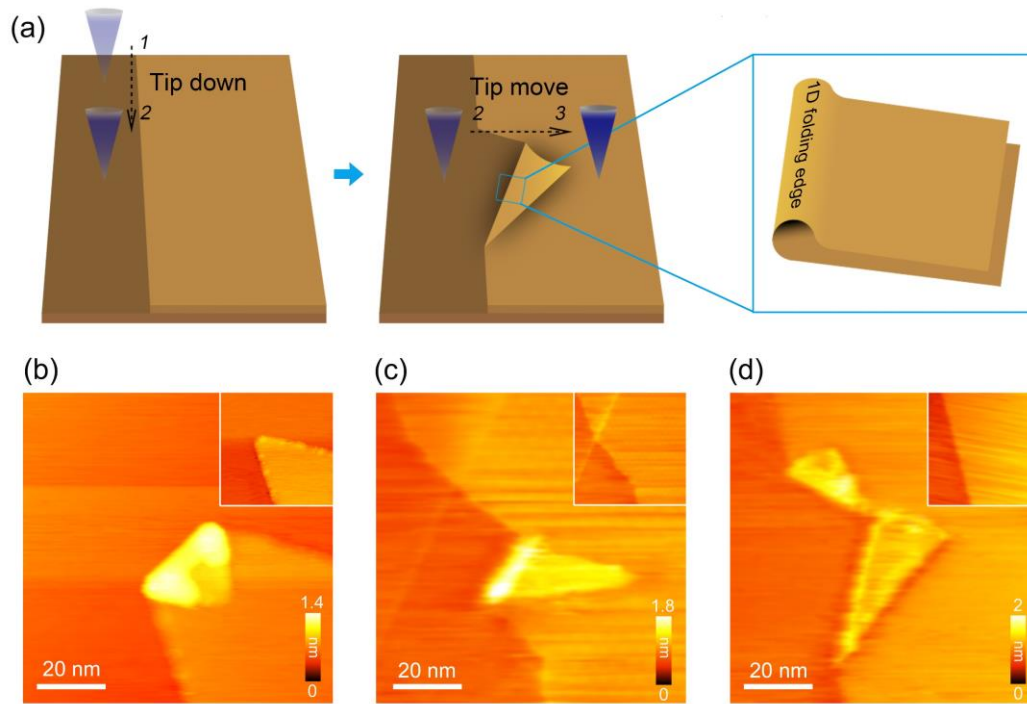 (a)
1
Tip down
2
Tip move
2
3
1D folding edge
(b)
(c)
(d)
1.4
nm
0
20 nm
1.8
nm
0
20 nm
2
nm
0
20 nm